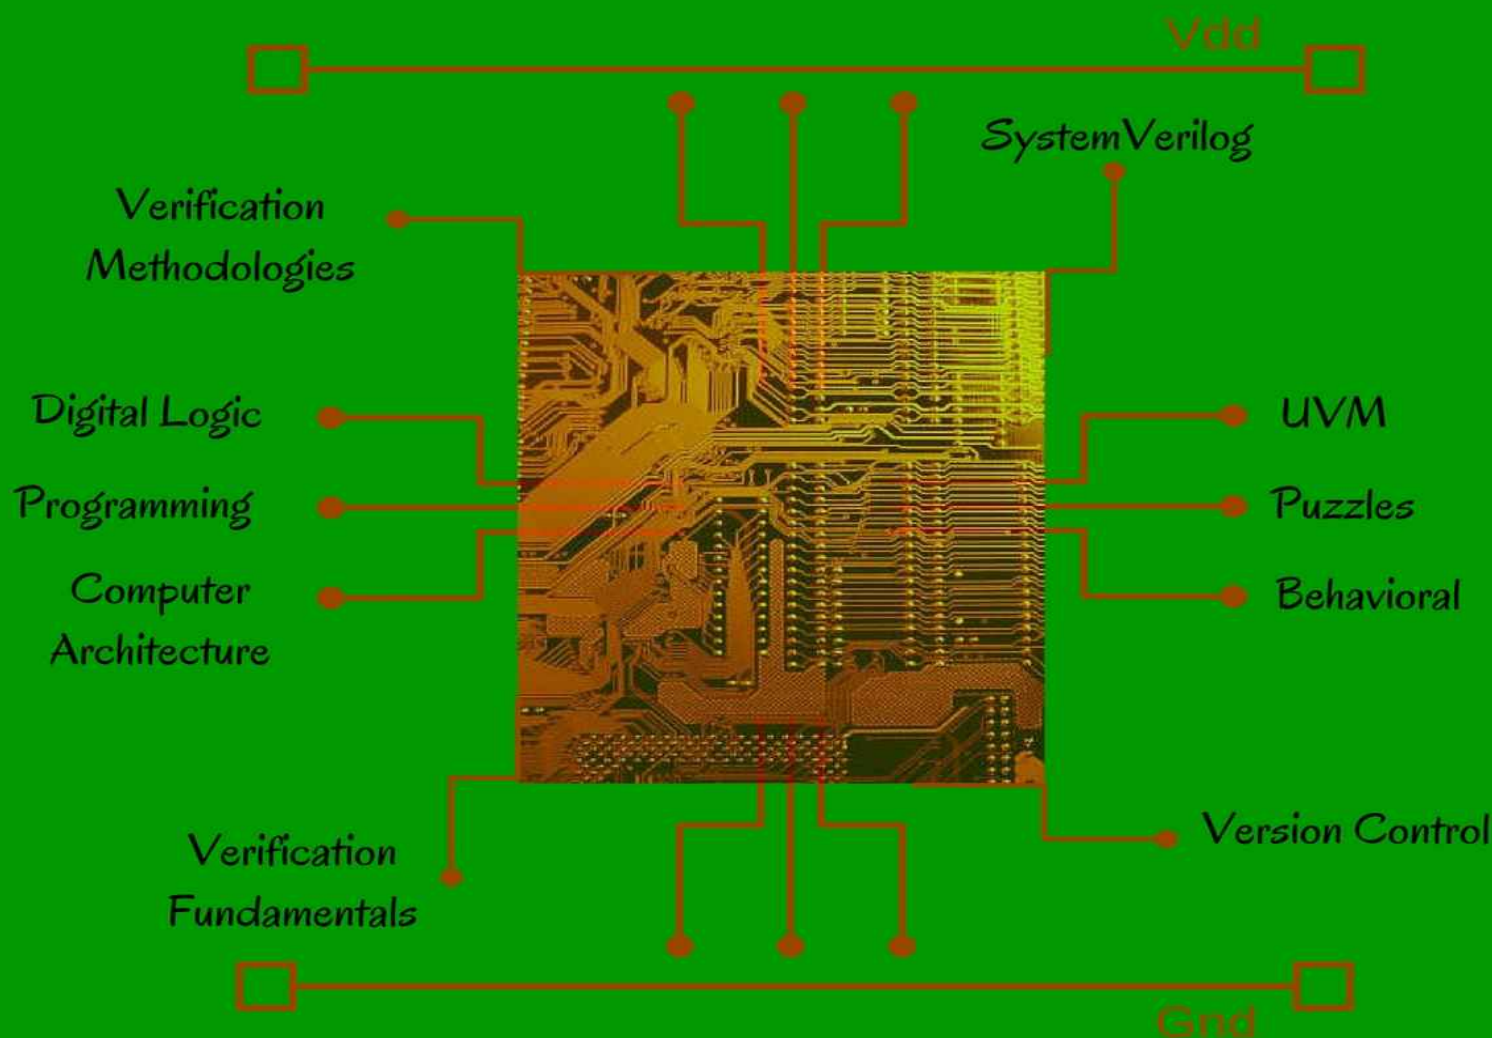 Vdd
SystemVerilog
Verification
Methodologies
Digital Logic
UVM
Programming
Puzzles
Computer
Architecture
Behavioral
Version Control
Verification
Fundamentals
Gnd